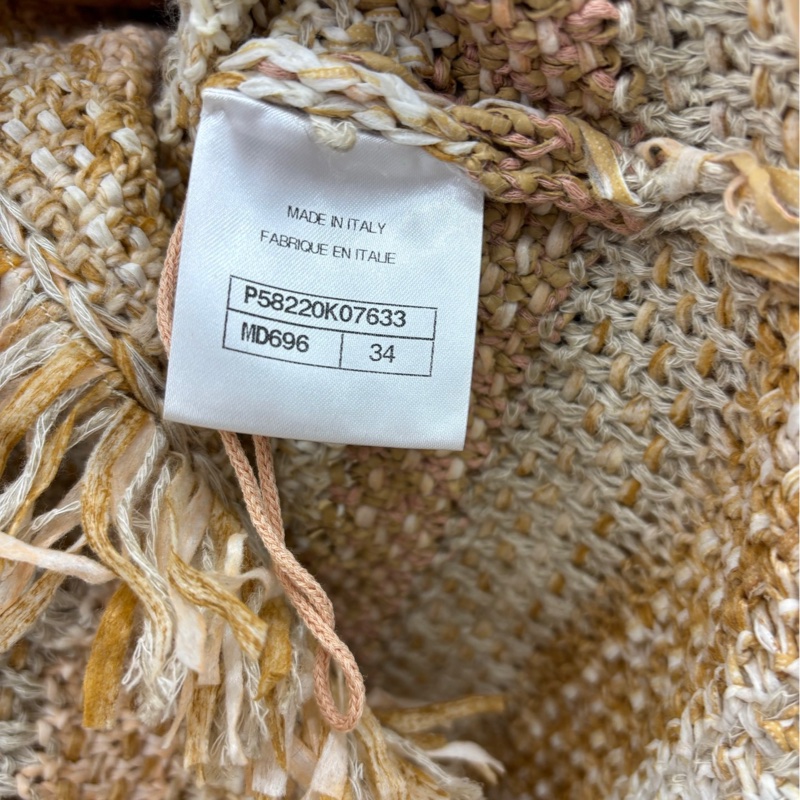 MADE IN ITALY
FABRIQUE EN ITALIE
P58220K07633
MD696 34